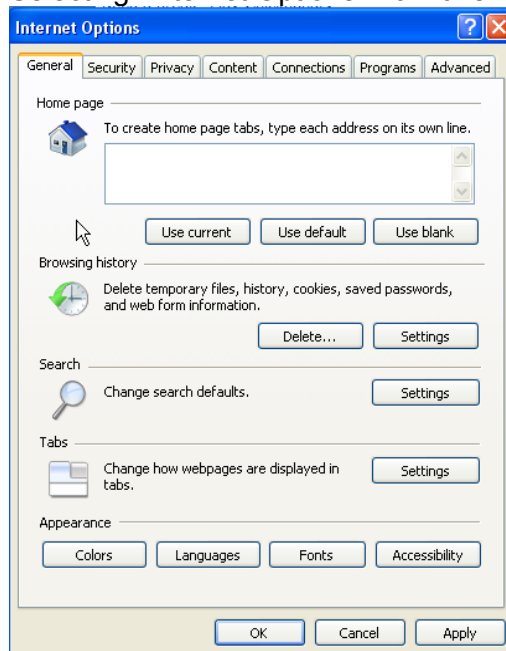 Internet Options
General Security Privacy Content Connections Programs Advanced
Home page
To create home page tabs, type each address on its own line.
Use current Use default Use blank
Browsing history
Delete temporary files, history, cookies, saved passwords,
and web form information.
Delete... Settings
Search
Change search defaults. Settings
Tabs
Change how webpages are displayed in
tabs. Settings
Appearance
Colors Languages Fonts Accessibility
OK Cancel Apply